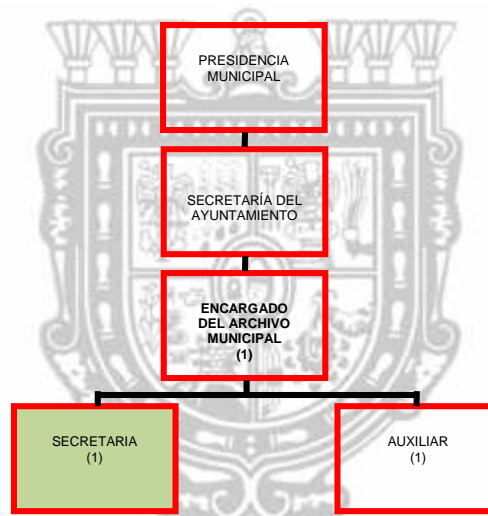 PRESIDENCIA
MUNICIPAL
SECRETARÍA DEL
AYUNTAMIENTO
ENCARGADO
DEL ARCHIVO
MUNICIPAL
(1)
SECRETARIA
(1)
AUXILIAR
(1)